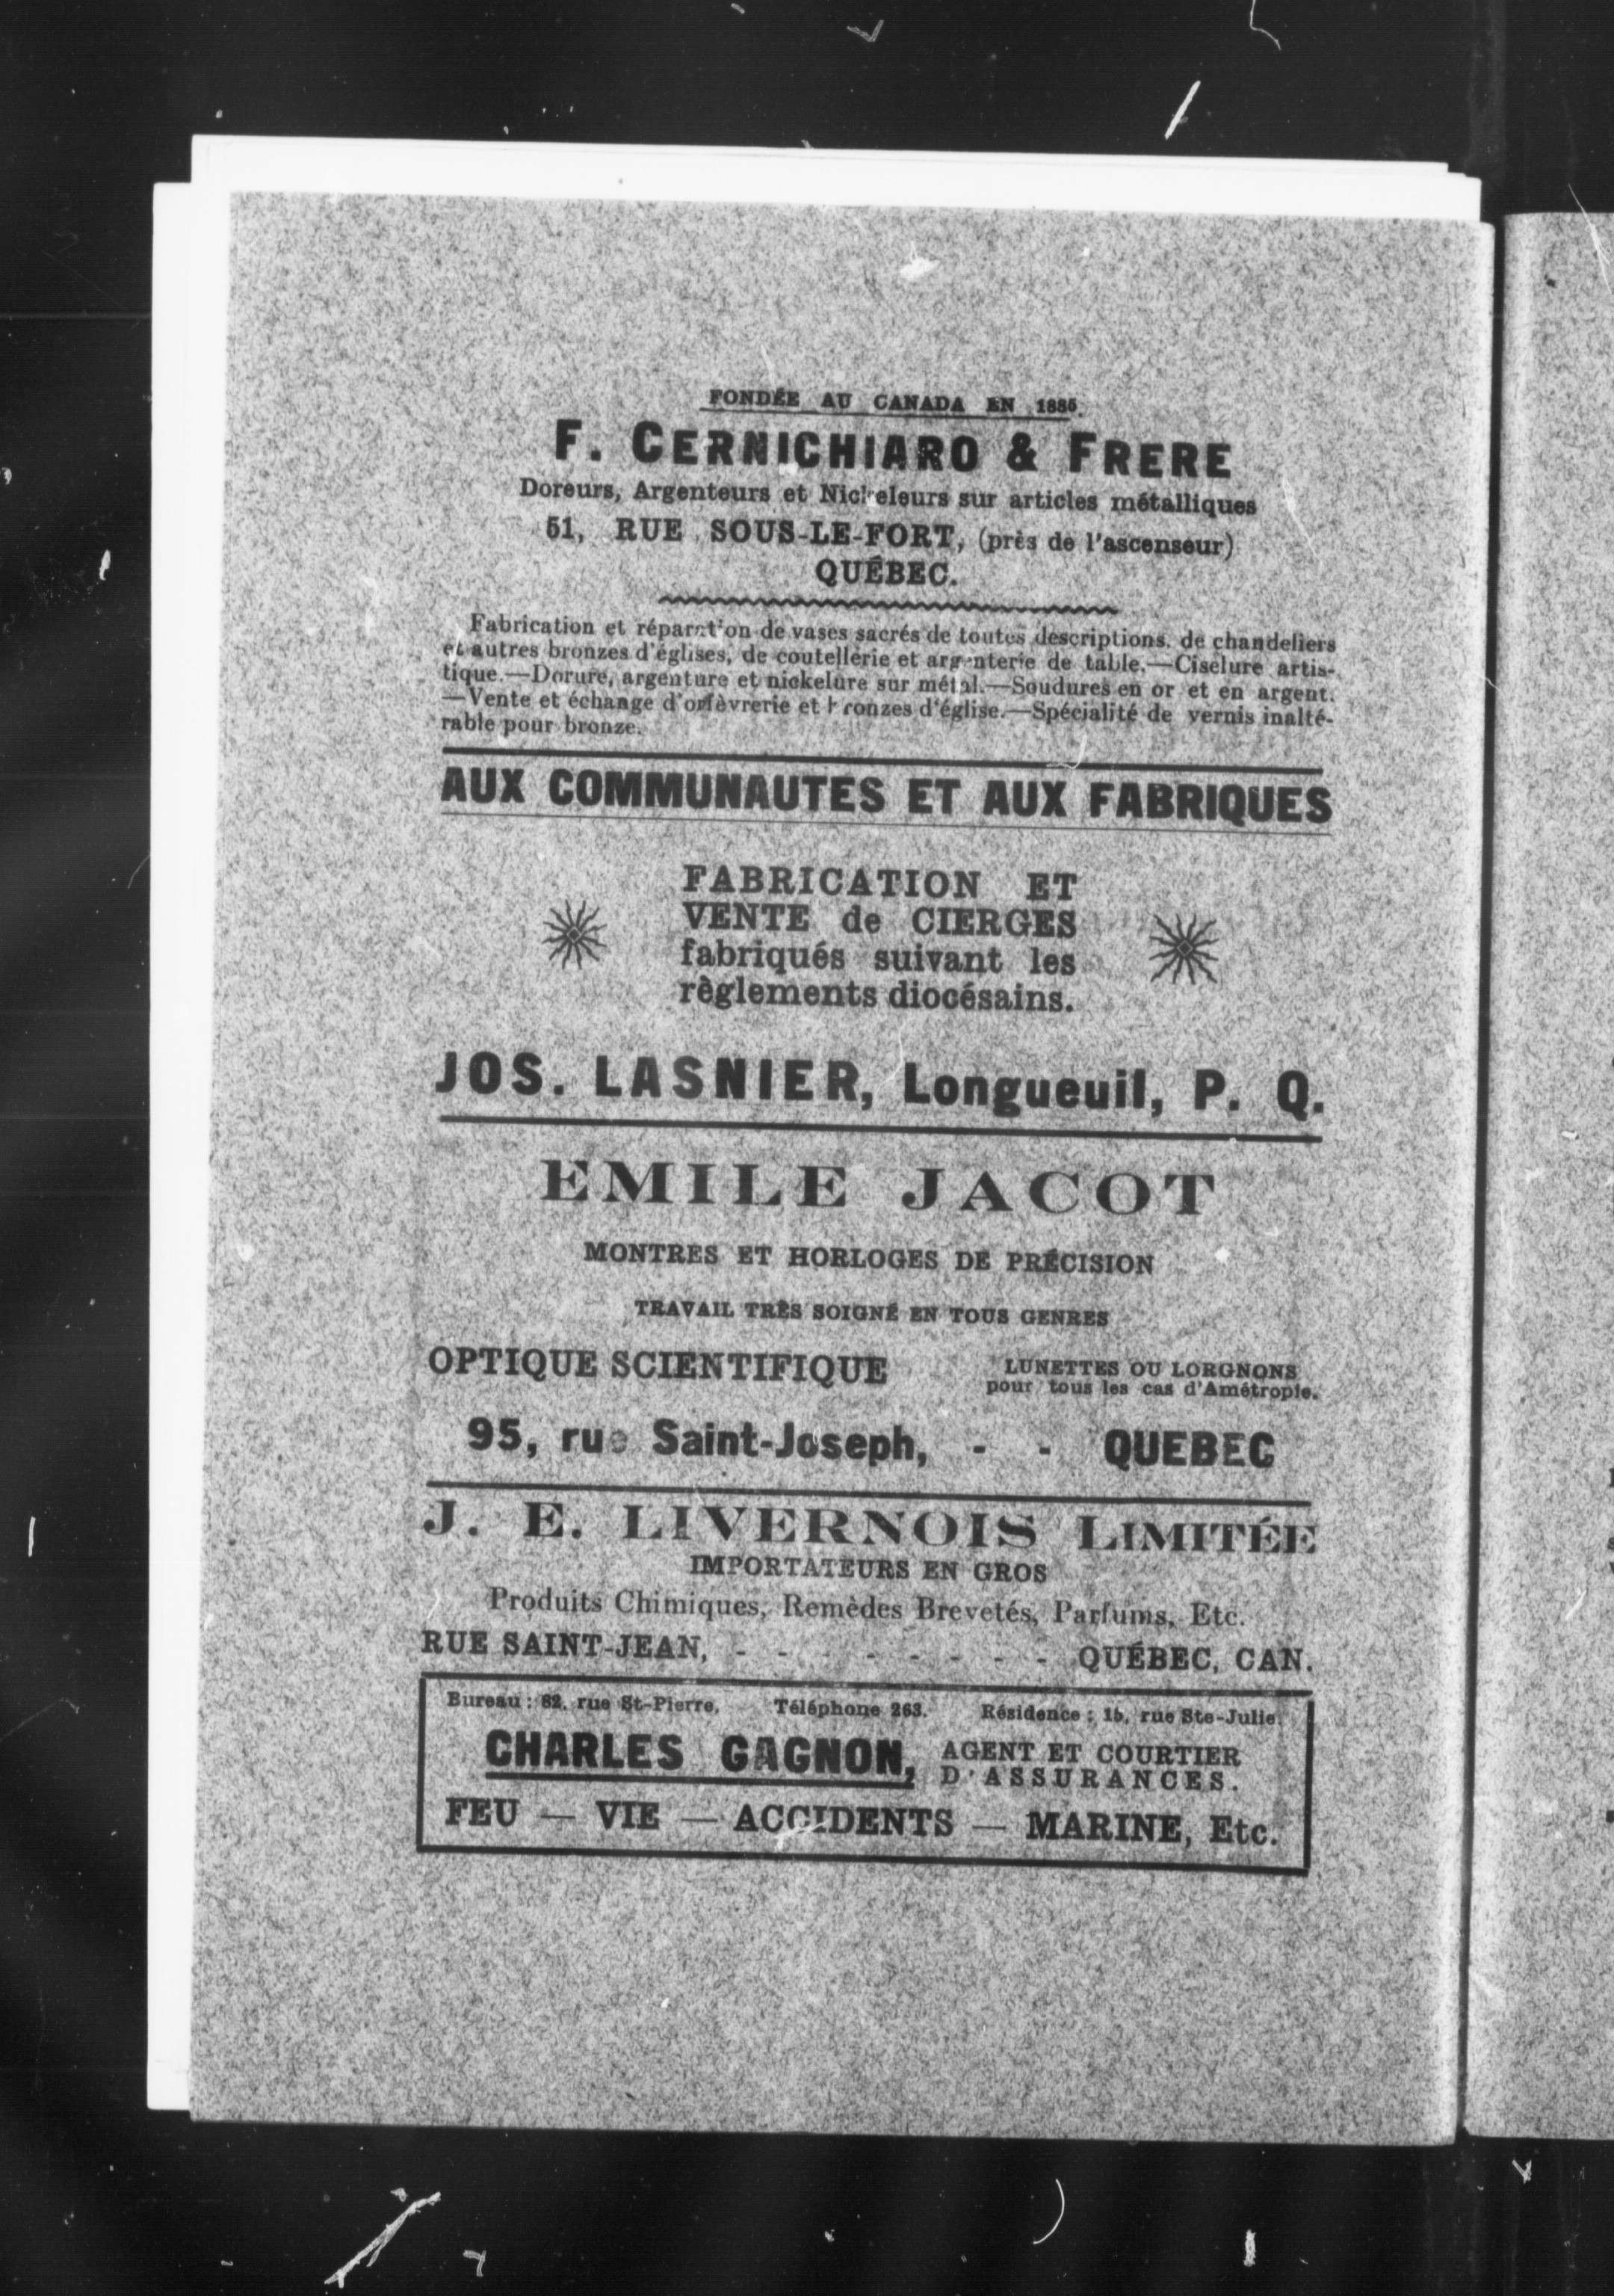 FONDÉE AU CANADA EN 1885.
F. CERNICHIARO & FRERE
Doreurs, Argenteurs et Nickeleurs sur articles métalliques
51, RUE SOUS-LE-FORT, (près de l'ascenseur)
QUÉBEC.
Fabrication et réparation de vases sacrés de toutes descriptions. de chandeliers
et autres bronzes d'églises, de coutellerie et argenterie de table.—Ciselure artis-
tique.—Dorure, argenture et nickelure sur métal.—Soudures en or et en argent.
—Vente et échange d'orfèvrerie et bronzes d'église.—Spécialité de vernis inalté-
rable pour bronze.
AUX COMMUNAUTES ET AUX FABRIQUES
FABRICATION ET
VENTE de CIERGES
fabriqués suivant les
règlements diocésains.
JOS. LASNIER, Longueuil, P. Q.
EMILE JACOT
MONTRES ET HORLOGES DE PRÉCISION
TRAVAIL TRÈS SOIGNÉ EN TOUS GENRES
OPTIQUE SCIENTIFIQUE
LUNETTES OU LORGNONS
pour tous les cas d'Amétropie.
95, rue Saint-Joseph, - - QUEBEC
J. E. LIVERNOIS LIMITÉE
IMPORTATEURS EN GROS
Produits Chimiques, Remèdes Brevetés, Parfums, Etc.
RUE SAINT-JEAN, - - - - - - - - QUÉBEC, CAN.
Bureau : 82, rue St-Pierre. Téléphone 263. Résidence : 15, rue Ste-Julie.
CHARLES GAGNON, AGENT ET COURTIER
D'ASSURANCES.
FEU — VIE — ACCIDENTS — MARINE, Etc.